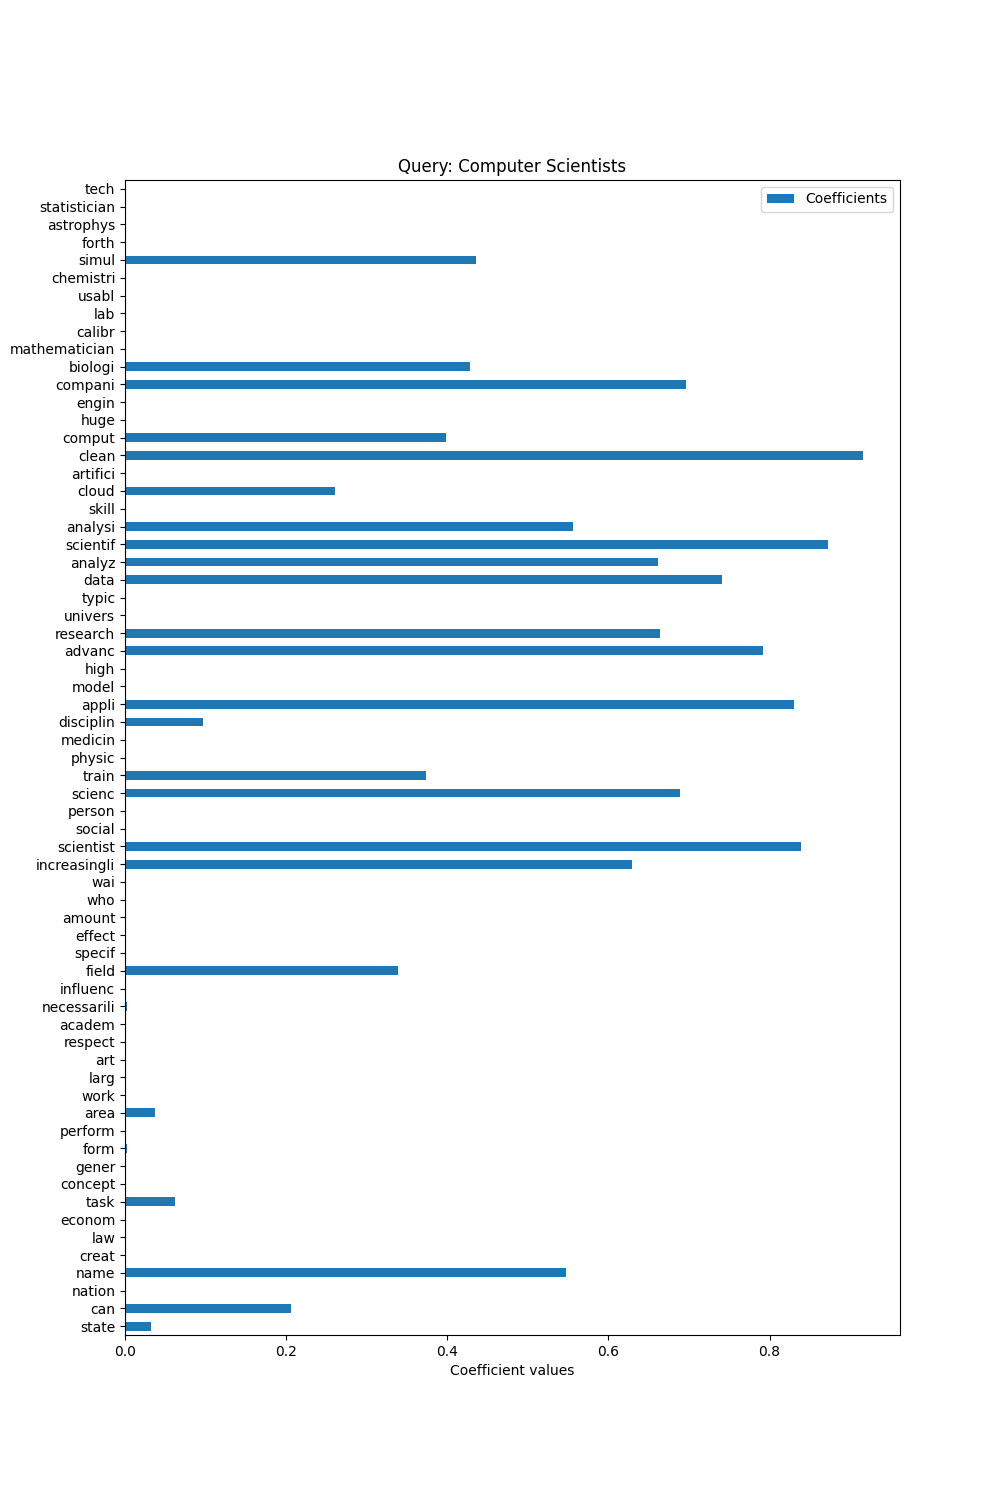 Query: Computer Scientists
Coefficients
tech
statistician
astrophys
forth
simul
chemistri
usabl
lab
calibr
mathematician
biologi
compani
engin
huge
comput
clean
artifici
cloud
skill
analysi
scientif
analyz
data
typic
univers
research
advanc
high
model
appli
disciplin
medicin
physic
train
scienc
person
social
scientist
increasingli
wai
who
amount
effect
specif
field
influenc
necessarili
academ
respect
art
larg
work
area
perform
form
gener
concept
task
econom
law
creat
name
nation
can
state
0.0 0.2 0.4 0.6 0.8
Coefficient values